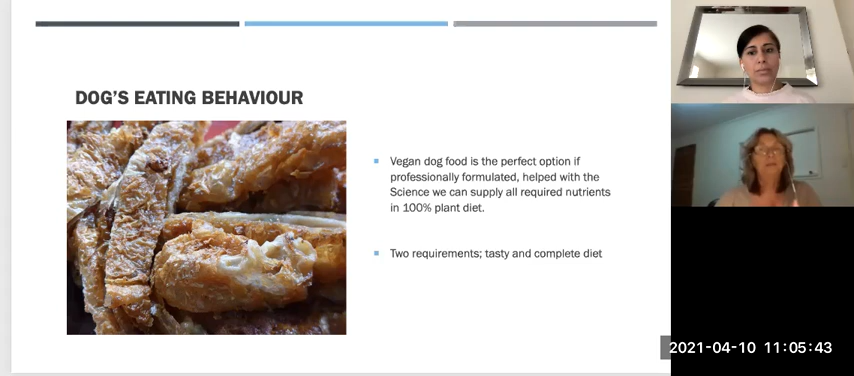 DOG'S EATING BEHAVIOUR
Vegan dog food is the perfect option if
professionally formulated, helped with the
Science we can supply all required nutrients
in 100% plant diet.
Two requirements; tasty and complete diet
2021-04-10 11:05:43